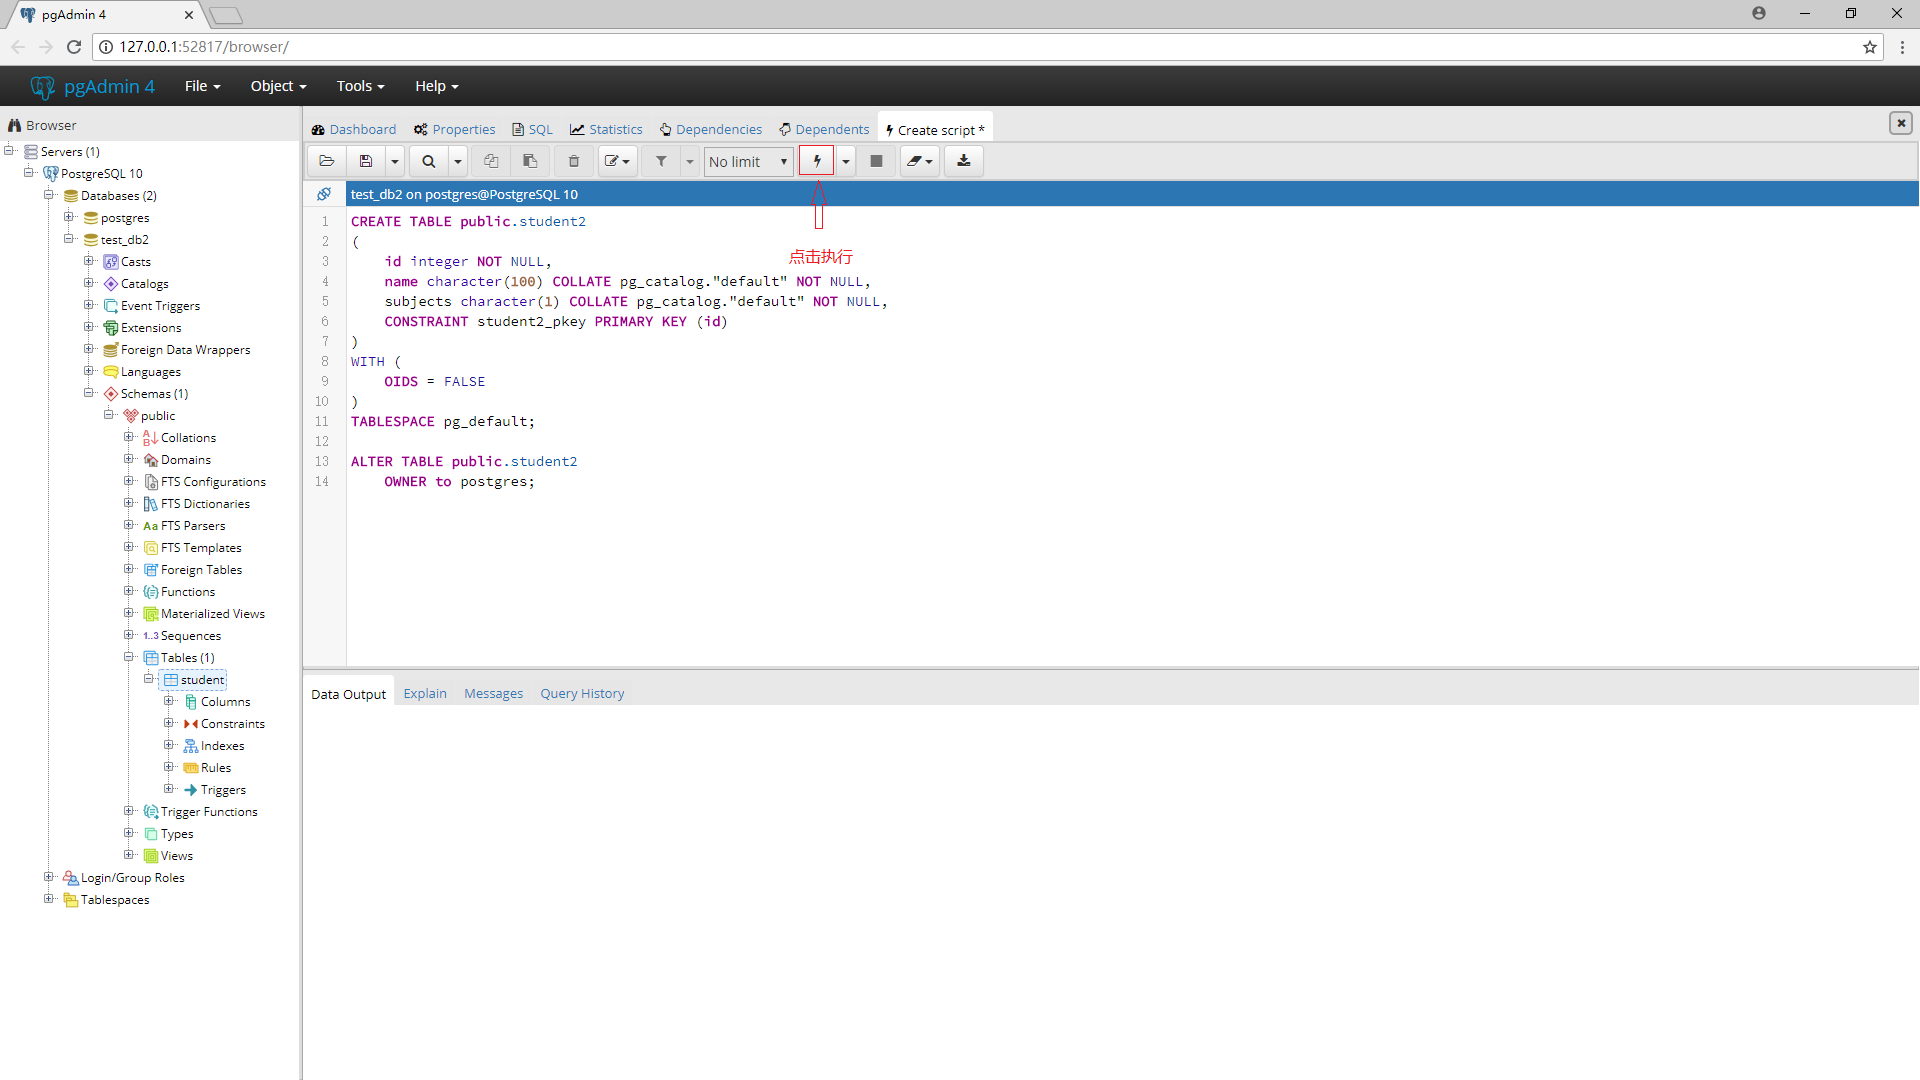 pgAdmin 4
127.0.0.1:52817/browser/
pgAdmin 4 File Object Tools Help
Browser
Servers (1)
PostgreSQL 10
Databases (2)
postgres
test_db2
Casts
Catalogs
Event Triggers
Extensions
Foreign Data Wrappers
Languages
Schemas (1)
public
Collations
Domains
FTS Configurations
FTS Dictionaries
Aa FTS Parsers
FTS Templates
Foreign Tables
Functions
Materialized Views
1..3 Sequences
Tables (1)
student
Columns
Constraints
Indexes
Rules
Triggers
Trigger Functions
Types
Views
Login/Group Roles
Tablespaces
Dashboard Properties SQL Statistics Dependencies Dependents Create script *
No limit
test_db2 on postgres@PostgreSQL 10
点击执行
1 CREATE TABLE public.student2
2 (
3 id integer NOT NULL,
4 name character(100) COLLATE pg_catalog."default" NOT NULL,
5 subjects character(1) COLLATE pg_catalog."default" NOT NULL,
6 CONSTRAINT student2_pkey PRIMARY KEY (id)
7 )
8 WITH (
9 OIDS = FALSE
10 )
11 TABLESPACE pg_default;
12
13 ALTER TABLE public.student2
14 OWNER to postgres;
Data Output Explain Messages Query History